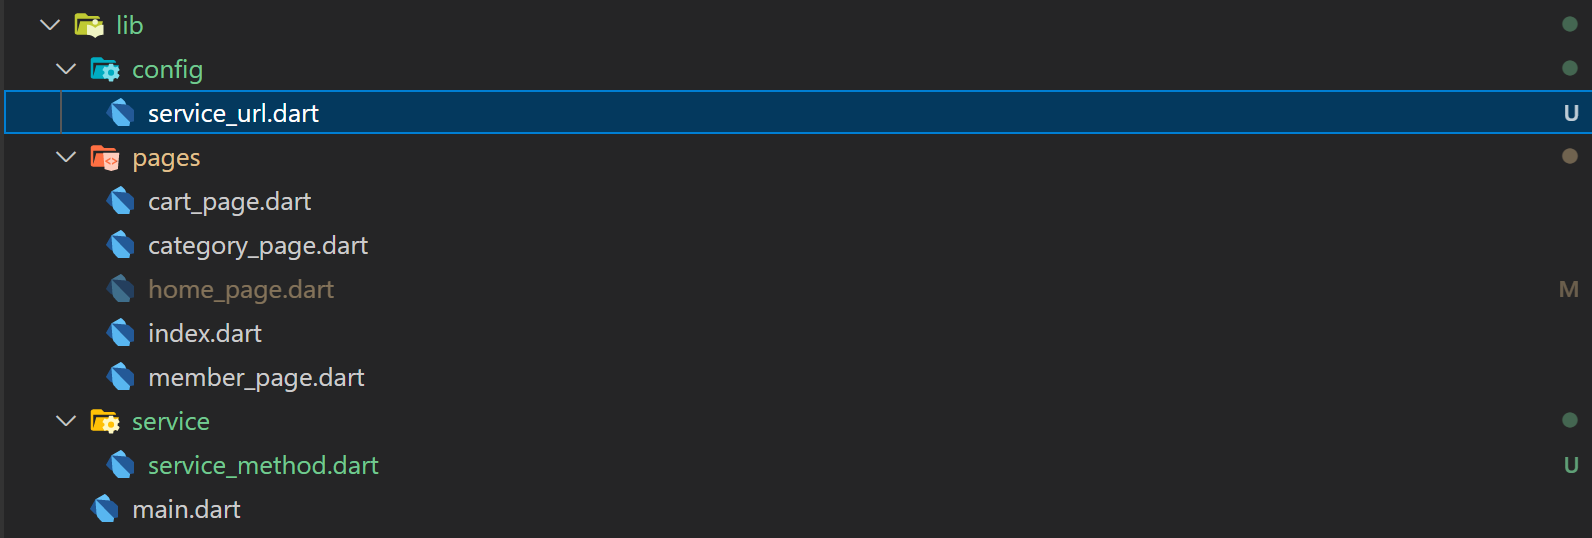 lib
config
service_url.dart U
pages
cart_page.dart
category_page.dart
home_page.dart M
index.dart
member_page.dart
service
service_method.dart U
main.dart